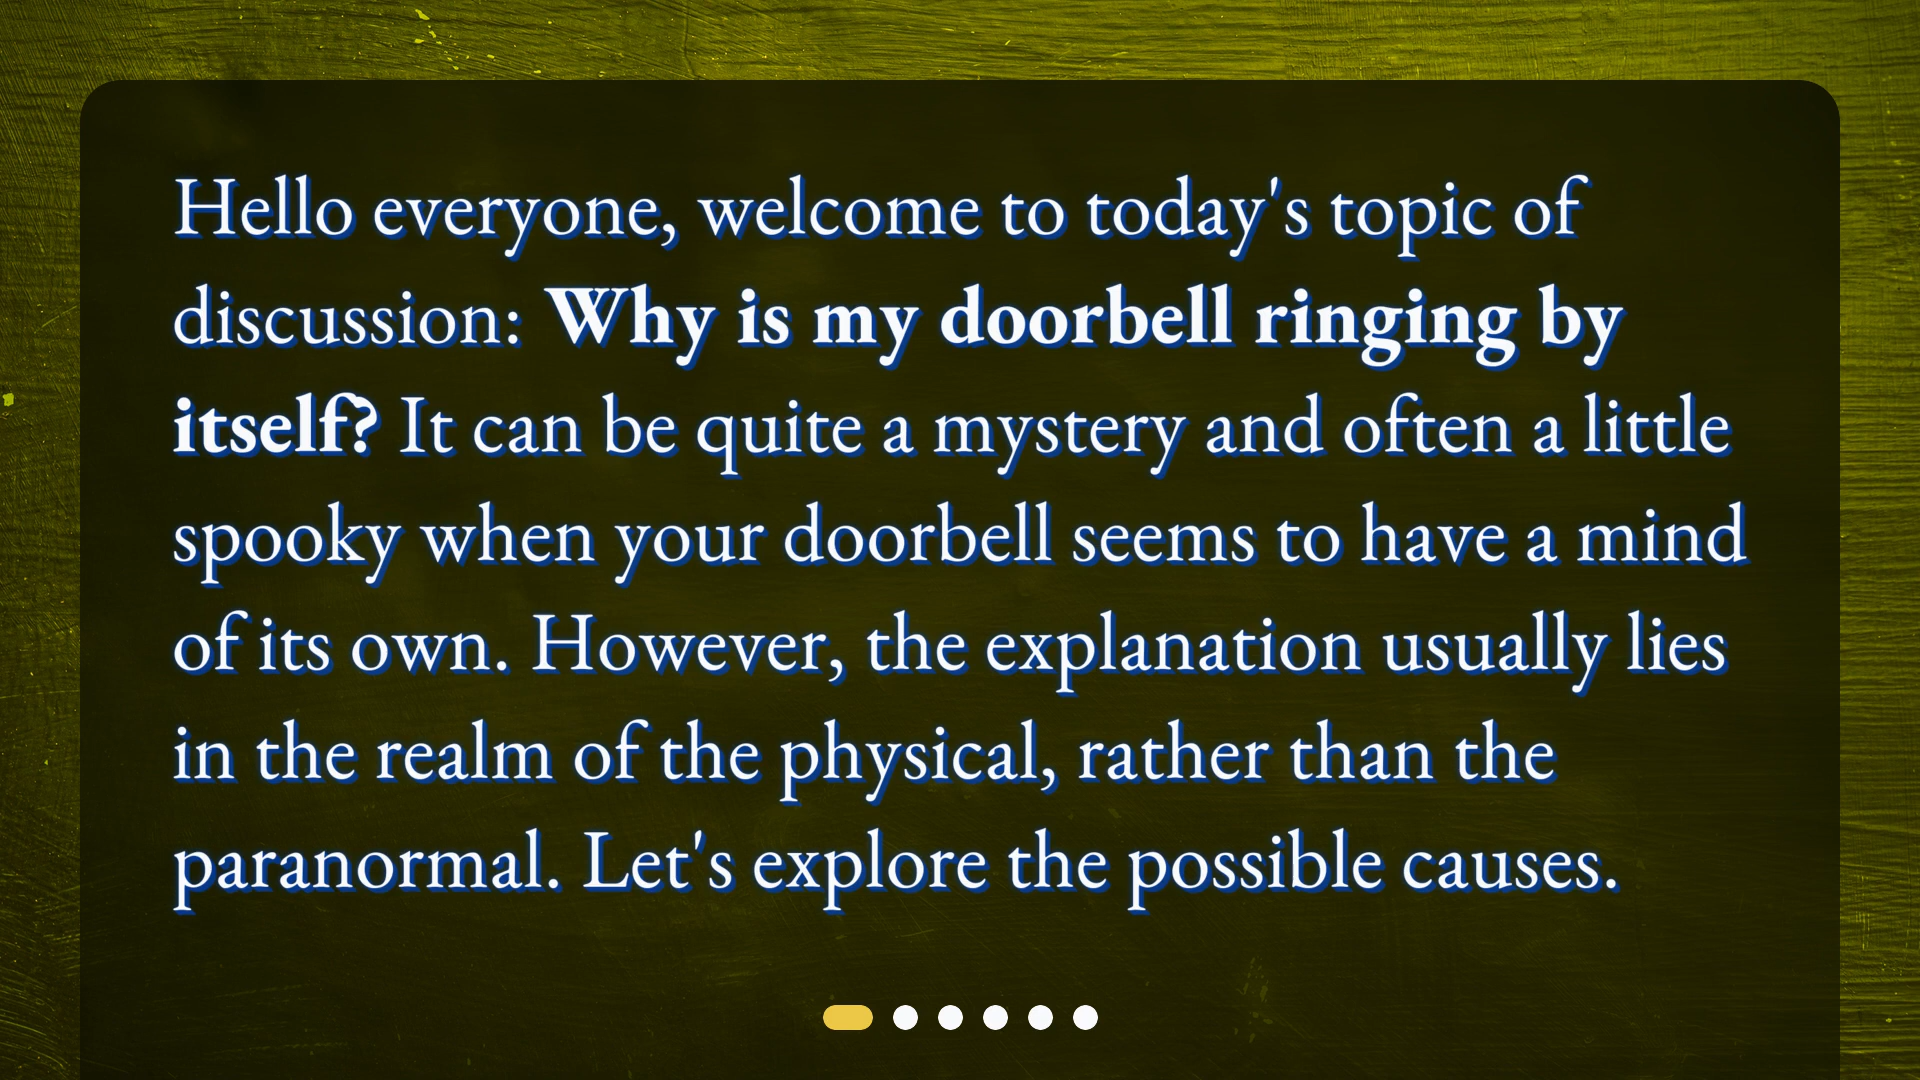 Hello everyone, welcome to today's topic of
discussion: Why is my doorbell ringing by
itself? It can be quite a mystery and often a little
spooky when your doorbell seems to have a mind
of its own. However, the explanation usually lies
in the realm of the physical, rather than the
paranormal. Let's explore the possible causes.